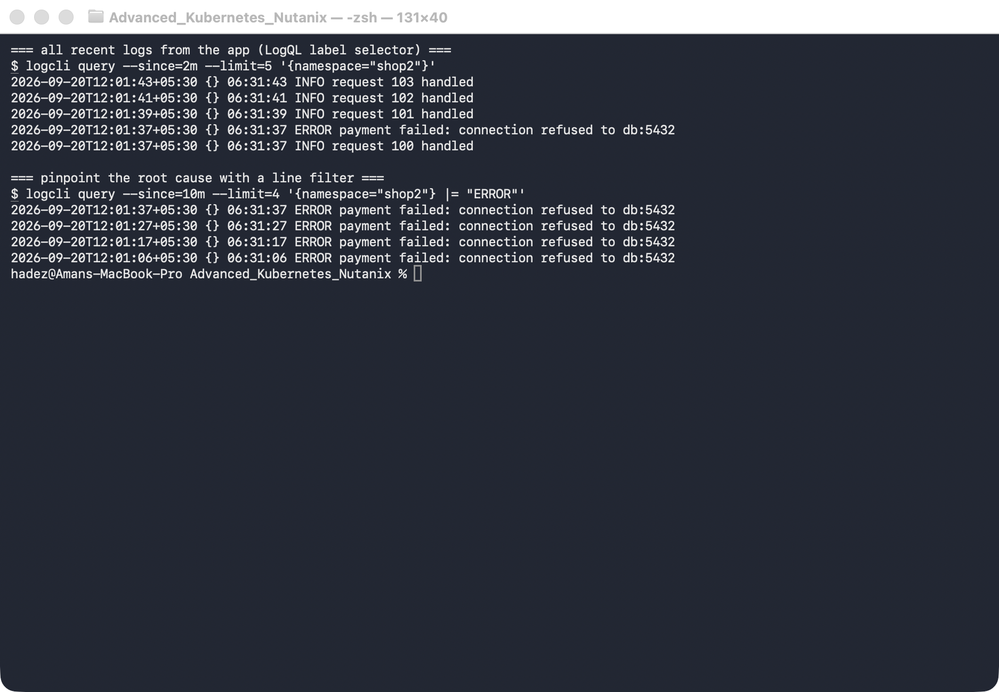 Advanced_Kubernetes_Nutanix — -zsh — 131×40
=== all recent logs from the app (LogQL label selector) ===
$ logcli query --since=2m --limit=5 '{namespace="shop2"}'
2026-09-20T12:01:43+05:30 {} 06:31:43 INFO request 103 handled
2026-09-20T12:01:41+05:30 {} 06:31:41 INFO request 102 handled
2026-09-20T12:01:39+05:30 {} 06:31:39 INFO request 101 handled
2026-09-20T12:01:37+05:30 {} 06:31:37 ERROR payment failed: connection refused to db:5432
2026-09-20T12:01:37+05:30 {} 06:31:37 INFO request 100 handled
=== pinpoint the root cause with a line filter ===
$ logcli query --since=10m --limit=4 '{namespace="shop2"} |= "ERROR"'
2026-09-20T12:01:37+05:30 {} 06:31:37 ERROR payment failed: connection refused to db:5432
2026-09-20T12:01:27+05:30 {} 06:31:27 ERROR payment failed: connection refused to db:5432
2026-09-20T12:01:17+05:30 {} 06:31:17 ERROR payment failed: connection refused to db:5432
2026-09-20T12:01:06+05:30 {} 06:31:06 ERROR payment failed: connection refused to db:5432
hadez@Amans-MacBook-Pro Advanced_Kubernetes_Nutanix %